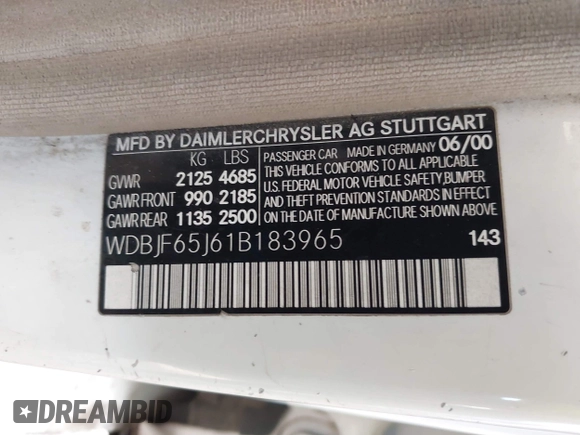 MFD BY DAIMLERCHRYSLER AG STUTTGART
KG LBS
GVWR 2125 4685
GAWR FRONT 990 2185
GAWR REAR 1135 2500
PASSENGER CAR MADE IN GERMANY 06/00
THIS VEHICLE CONFORMS TO ALL APPLICABLE
U.S. FEDERAL MOTOR VEHICLE SAFETY,BUMPER
AND THEFT PREVENTION STANDARDS IN EFFECT
ON THE DATE OF MANUFACTURE SHOWN ABOVE.
WDBJF65J61B183965 143
DREAMBID